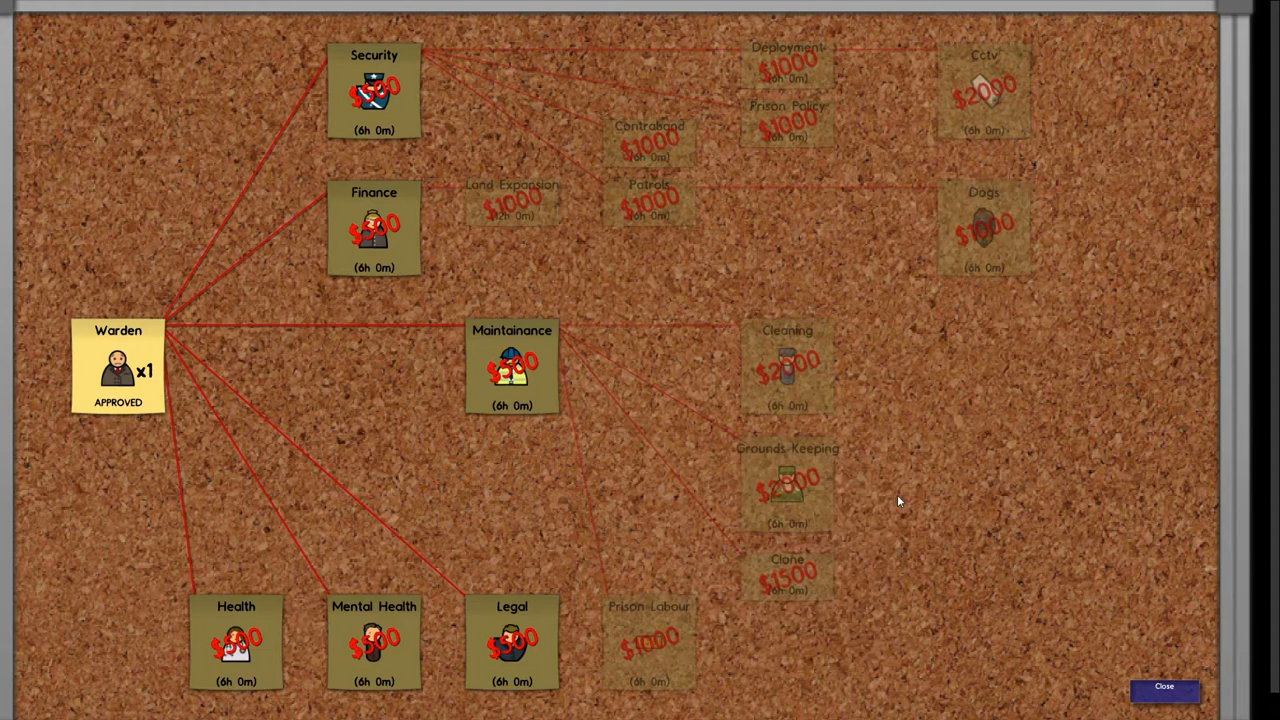 Security
$500
(6h 0m)
Deployment
$1000
(6h 0m)
Cctv
$2000
(6h 0m)
Prison Policy
$1000
(6h 0m)
Contraband
$1000
(6h 0m)
Finance
$500
(6h 0m)
Land Expansion
$1000
(12h 0m)
Patrols
$1000
(6h 0m)
Dogs
$1000
(6h 0m)
Warden
x1
APPROVED
Maintainance
$500
(6h 0m)
Cleaning
$2000
(6h 0m)
Grounds Keeping
$2000
(6h 0m)
Clone
$1500
(6h 0m)
Health
$500
(6h 0m)
Mental Health
$500
(6h 0m)
Legal
$500
(6h 0m)
Prison Labour
$1000
(6h 0m)
Close